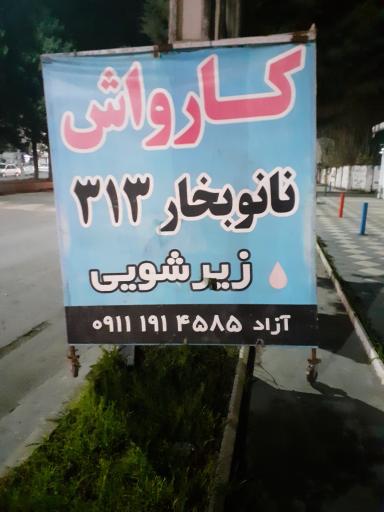 کارواش
نانوبخار ۳۱۳
زیرشویی
آزاد ۴۵۸۵ ۱۹۱ ۰۹۱۱